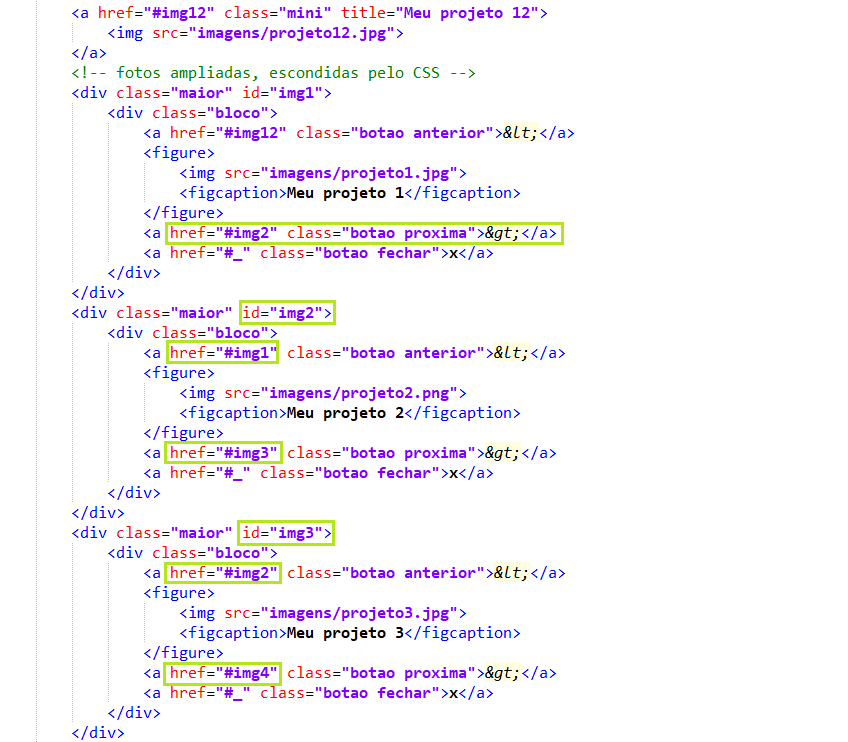 <a href="#img12" class="mini" title="Meu projeto 12">
<img src="imagens/projeto12.jpg">
</a>
<!-- fotos ampliadas, escondidas pelo CSS -->
<div class="maior" id="img1">
<div class="bloco">
<a href="#img12" class="botao anterior">&lt;</a>
<figure>
<img src="imagens/projeto1.jpg">
<figcaption>Meu projeto 1</figcaption>
</figure>
<a href="#img2" class="botao proxima">&gt;</a>
<a href="#_" class="botao fechar">x</a>
</div>
</div>
<div class="maior" id="img2">
<div class="bloco">
<a href="#img1" class="botao anterior">&lt;</a>
<figure>
<img src="imagens/projeto2.png">
<figcaption>Meu projeto 2</figcaption>
</figure>
<a href="#img3" class="botao proxima">&gt;</a>
<a href="#_" class="botao fechar">x</a>
</div>
</div>
<div class="maior" id="img3">
<div class="bloco">
<a href="#img2" class="botao anterior">&lt;</a>
<figure>
<img src="imagens/projeto3.jpg">
<figcaption>Meu projeto 3</figcaption>
</figure>
<a href="#img4" class="botao proxima">&gt;</a>
<a href="#_" class="botao fechar">x</a>
</div>
</div>